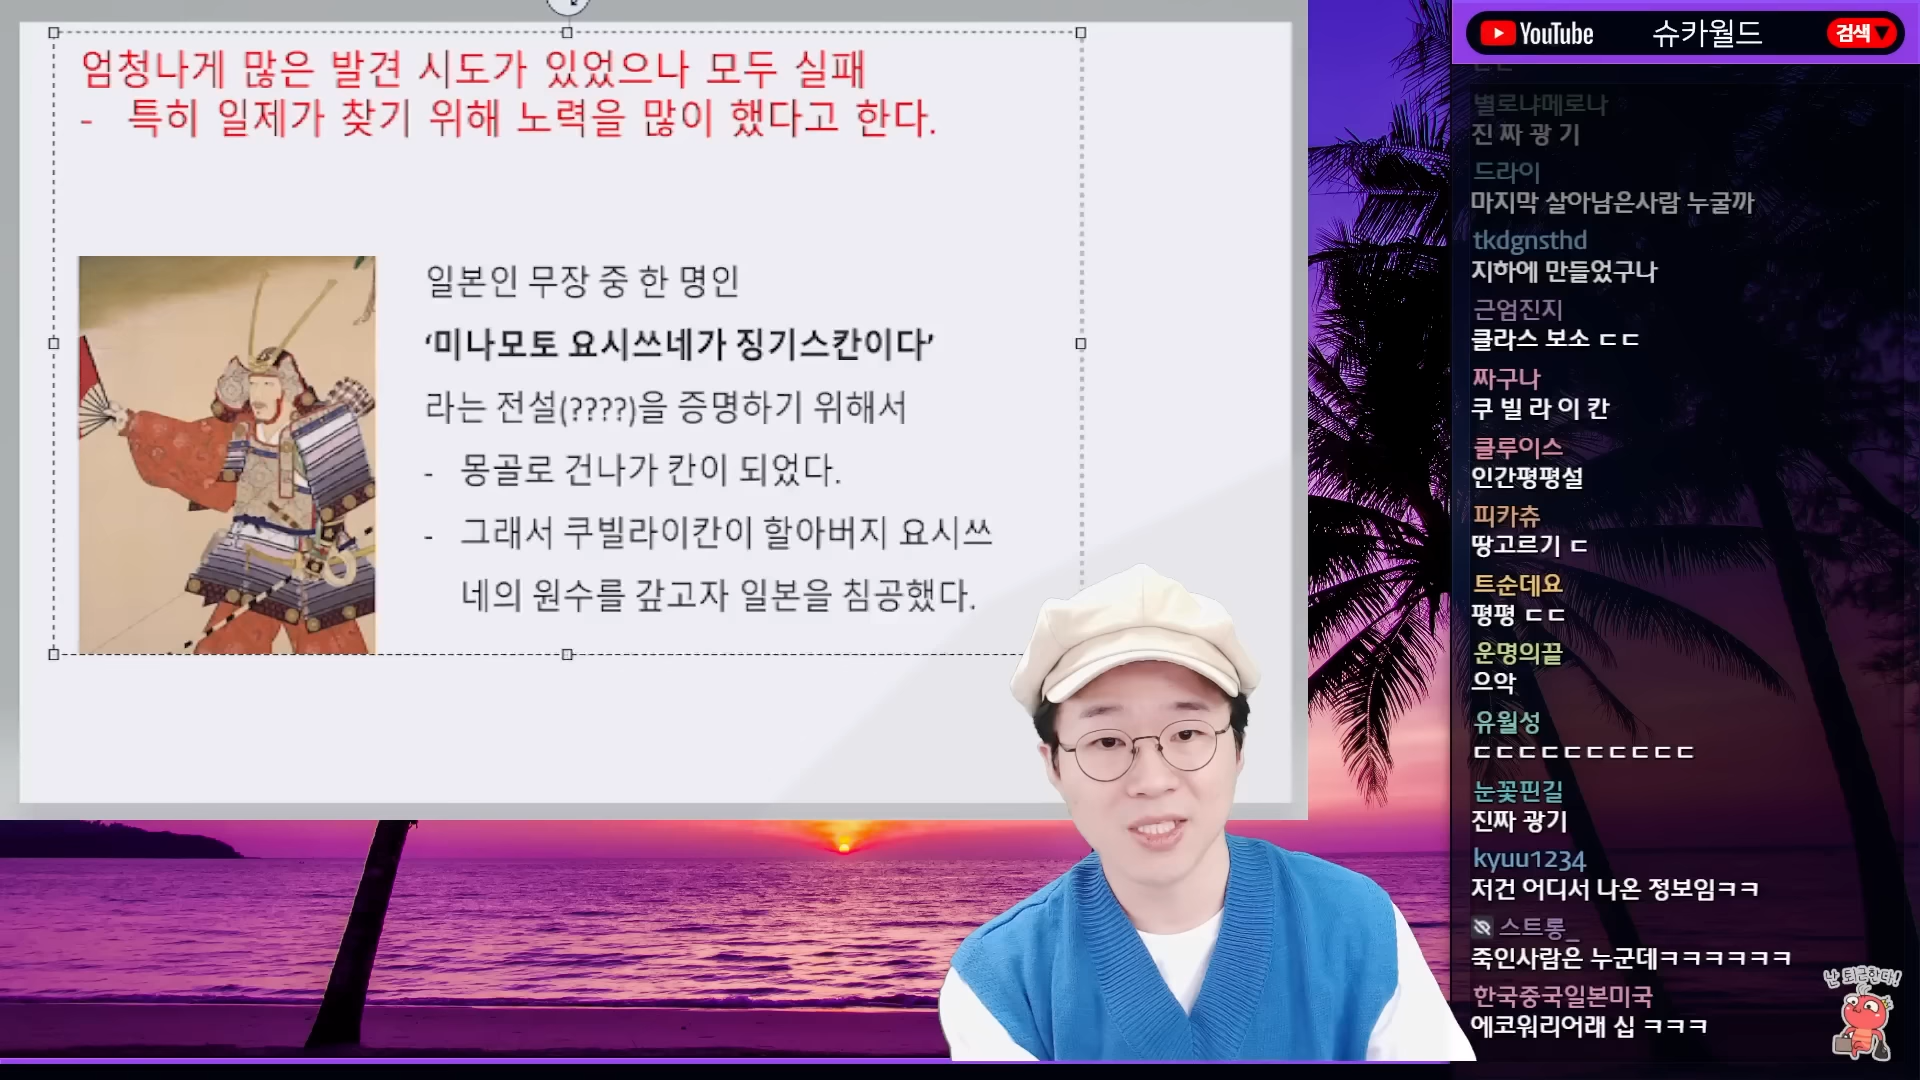 엄청나게 많은 발견 시도가 있었으나 모두 실패
- 특히 일제가 찾기 위해 노력을 많이 했다고 한다.
일본인 무장 중 한 명인
‘미나모토 요시쓰네가 징기스칸이다’
라는 전설(????)을 증명하기 위해서
- 몽골로 건나가 칸이 되었다.
- 그래서 쿠빌라이칸이 할아버지 요시쓰
네의 원수를 갚고자 일본을 침공했다.
YouTube 슈카월드 검색▼
별로냐메로나
진 짜 광 기
드라이
마지막 살아남은사람 누굴까
tkdgnsthd
지하에 만들었구나
근엄진지
클라스 보소 ㄷㄷ
짜구나
쿠 빌 라 이 칸
클루이스
인간평평설
피카츄
땅고르기 ㄷ
트순데요
평평 ㄷㄷ
운명의끝
으악
유월성
ㄷㄷㄷㄷㄷㄷㄷㄷㄷㄷ
눈꽃핀길
진짜 광기
kyuu1234
저건 어디서 나온 정보임ㅋㅋ
스트롱_
죽인사람은 누군데ㅋㅋㅋㅋㅋㅋ
한국중국일본미국
에코워리어래 십 ㅋㅋㅋ
난 퇴근한다!